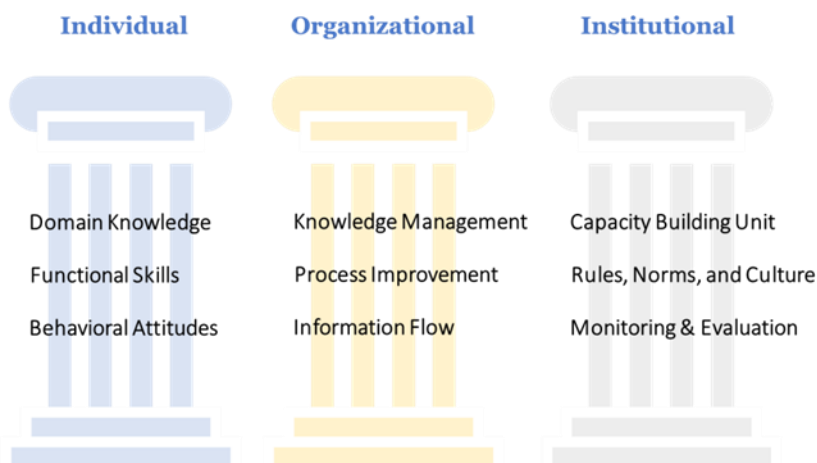 Individual
Organizational
Institutional
Domain Knowledge
Functional Skills
Behavioral Attitudes
Knowledge Management
Process Improvement
Information Flow
Capacity Building Unit
Rules, Norms, and Culture
Monitoring & Evaluation